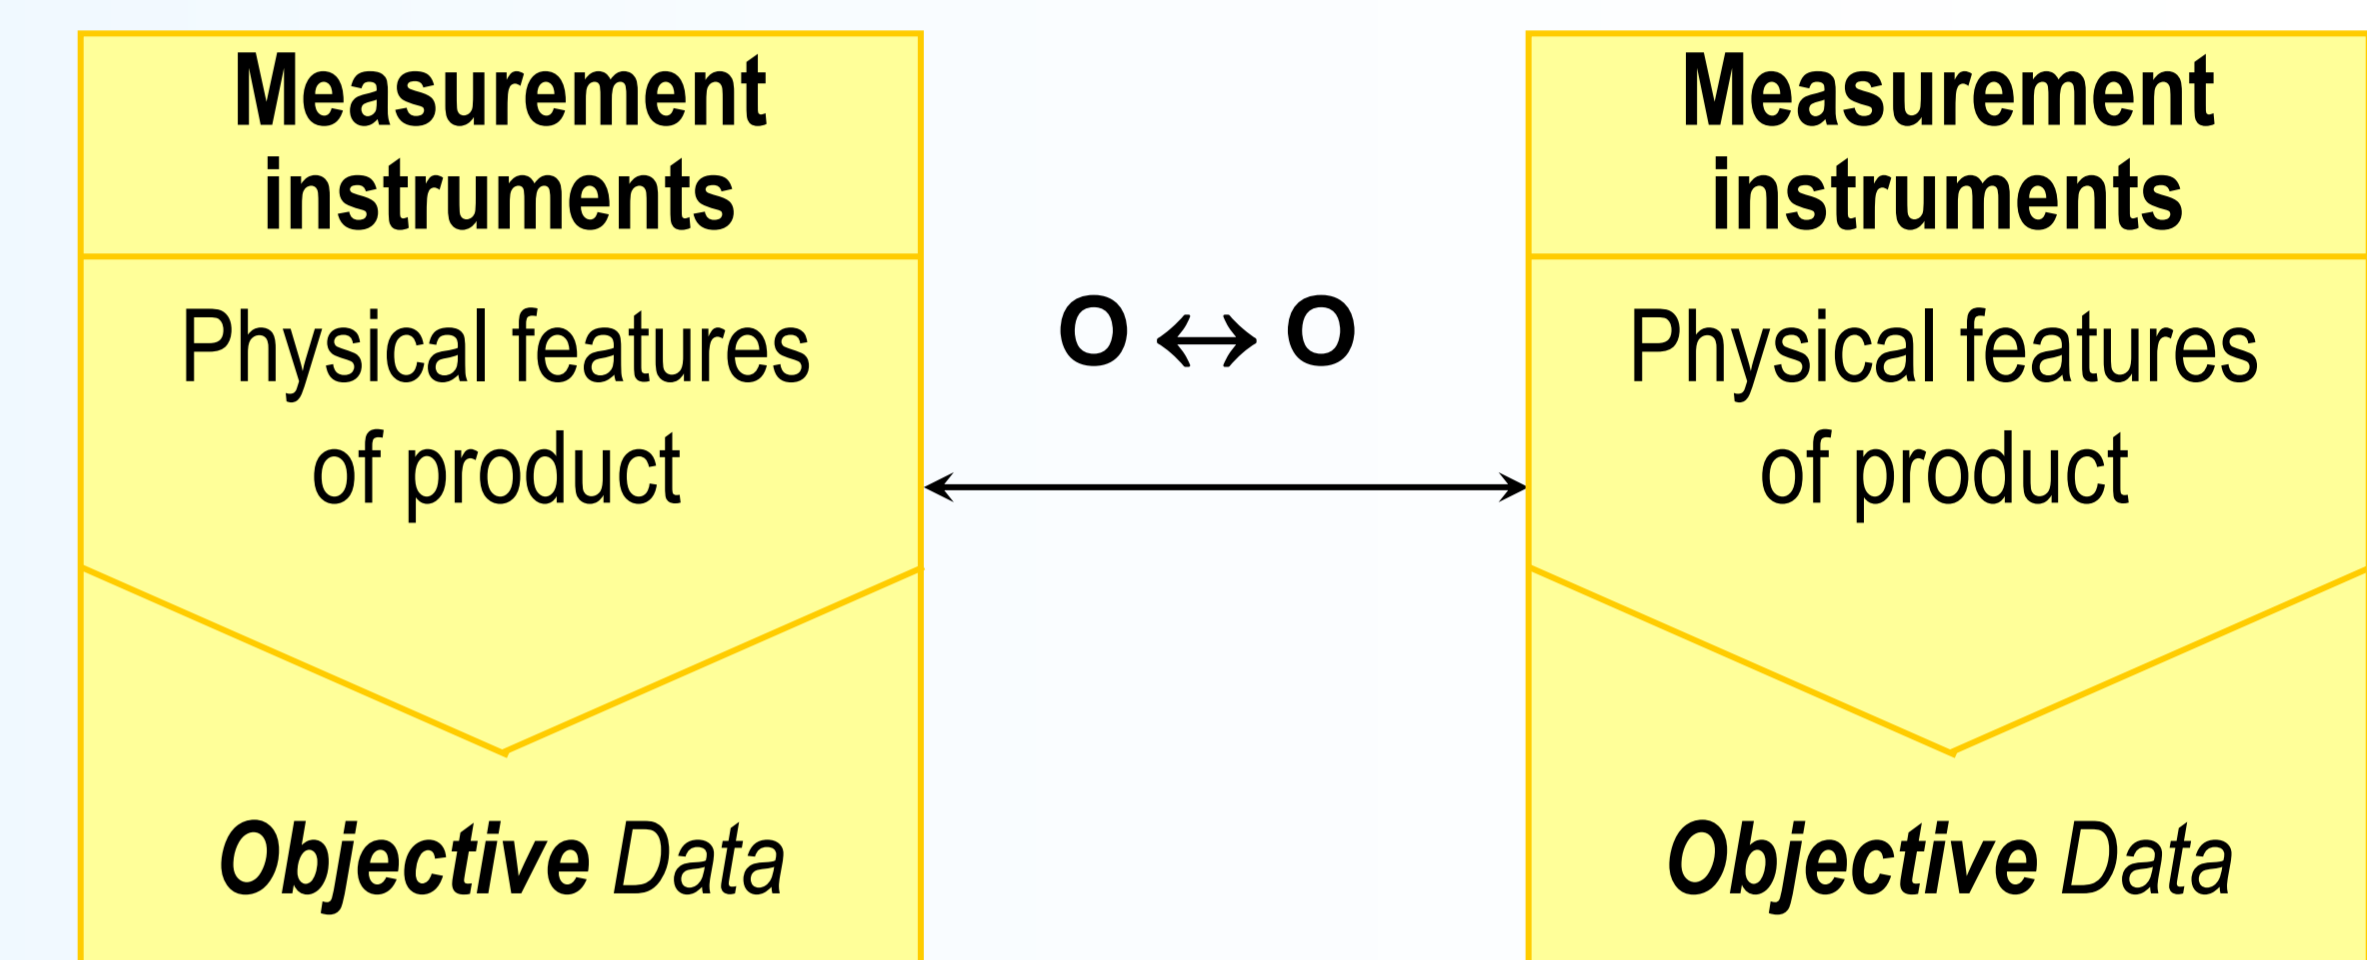 Measurement
instruments
Physical features
of product
Objective Data
O ↔ O
Measurement
instruments
Physical features
of product
Objective Data